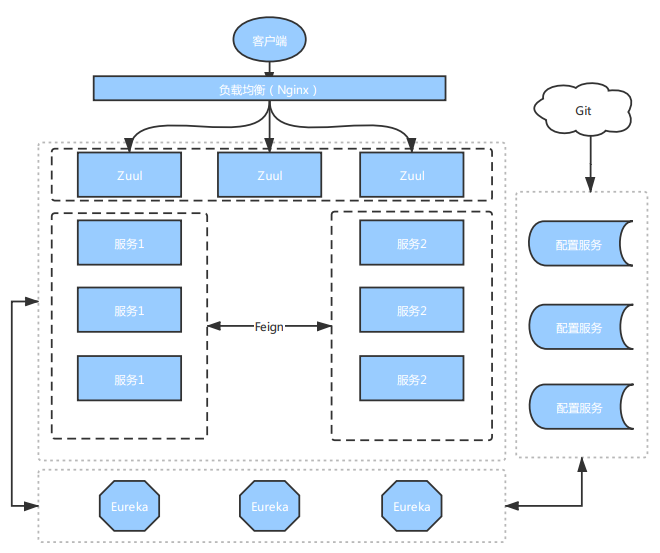 客户端
负载均衡（Nginx）
Git
Zuul
Zuul
Zuul
服务1
服务2
配置服务
服务1
Feign
服务2
配置服务
服务1
服务2
配置服务
Eureka
Eureka
Eureka